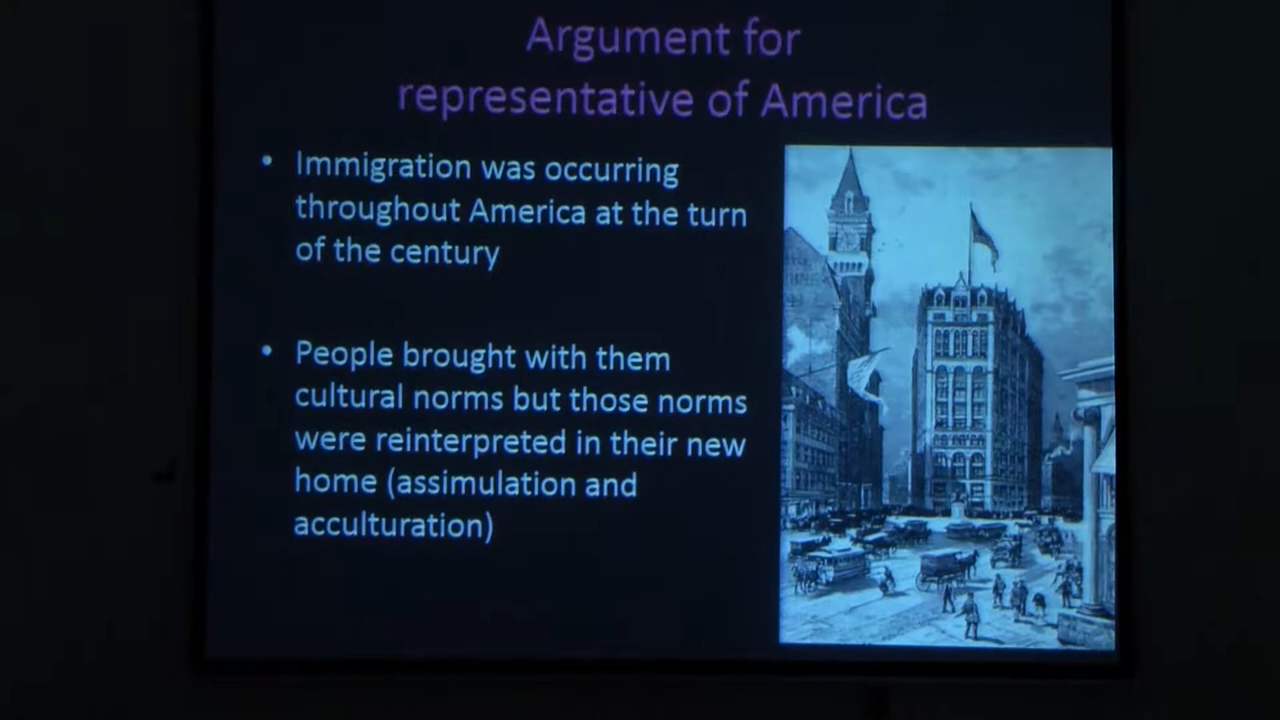 Argument for
representative of America
• Immigration was occurring
throughout America at the turn
of the century
• People brought with them
cultural norms but those norms
were reinterpreted in their new
home (assimulation and
acculturation)